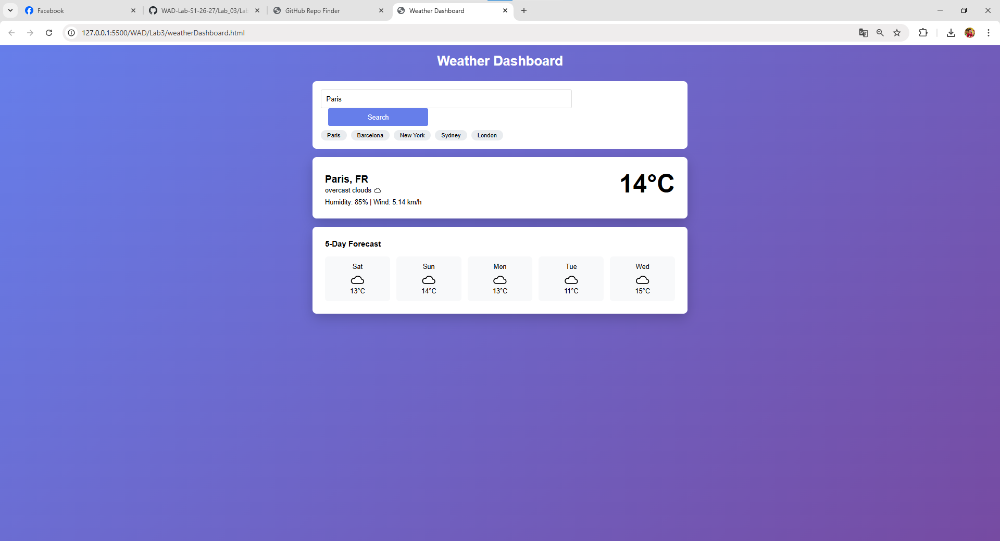 Facebook
WAD-Lab-S1-26-27/Lab_03/Lab
GitHub Repo Finder
Weather Dashboard
127.0.0.1:5500/WAD/Lab3/weatherDashboard.html
Weather Dashboard
Paris
Search
Paris Barcelona New York Sydney London
Paris, FR
14°C
overcast clouds
Humidity: 85% | Wind: 5.14 km/h
5-Day Forecast
Sat Sun Mon Tue Wed
13°C 14°C 13°C 11°C 15°C